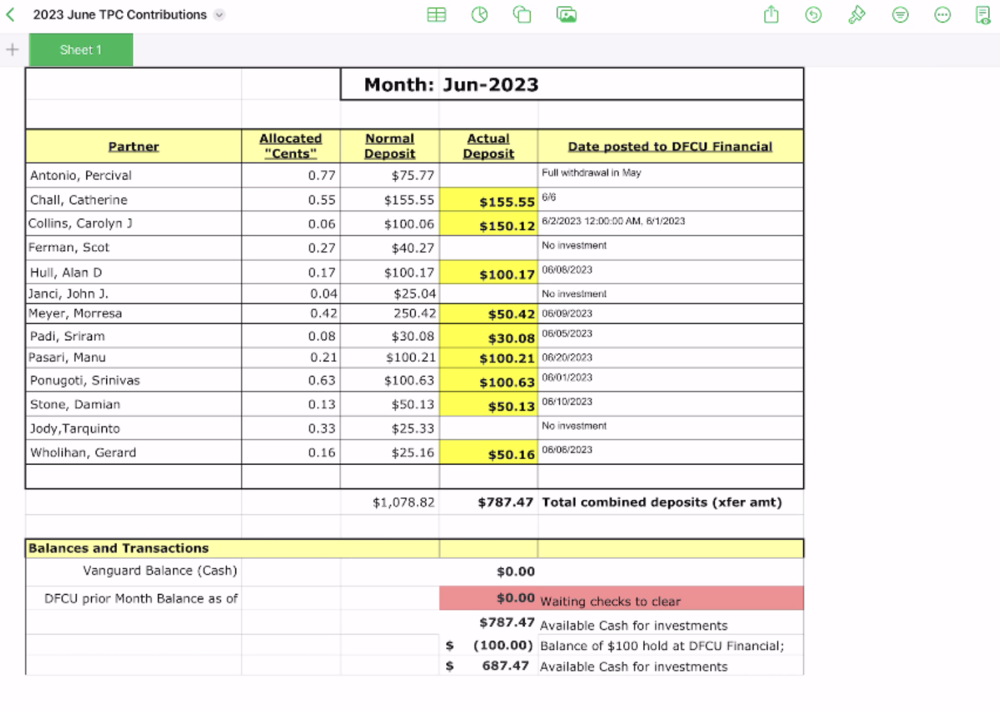 2023 June TPC Contributions
Sheet 1
Month: Jun-2023
Partner Allocated "Cents" Normal Deposit Actual Deposit Date posted to DFCU Financial
Antonio, Percival 0.77 $75.77 Full withdrawal in May
Chall, Catherine 0.55 $155.55 $155.55 6/6
Collins, Carolyn J 0.06 $100.06 $150.12 6/2/2023 12:00:00 AM, 6/1/2023
Ferman, Scot 0.27 $40.27 No investment
Hull, Alan D 0.17 $100.17 $100.17 06/08/2023
Janci, John J. 0.04 $25.04 No investment
Meyer, Morresa 0.42 250.42 $50.42 06/09/2023
Padi, Sriram 0.08 $30.08 $30.08 06/05/2023
Pasari, Manu 0.21 $100.21 $100.21 06/20/2023
Ponugoti, Srinivas 0.63 $100.63 $100.63 06/01/2023
Stone, Damian 0.13 $50.13 $50.13 06/10/2023
Jody,Tarquinto 0.33 $25.33 No investment
Wholihan, Gerard 0.16 $25.16 $50.16 06/06/2023
$1,078.82 $787.47 Total combined deposits (xfer amt)
Balances and Transactions
Vanguard Balance (Cash) $0.00
DFCU prior Month Balance as of $0.00 Waiting checks to clear
$787.47 Available Cash for investments
$ (100.00) Balance of $100 hold at DFCU Financial;
$ 687.47 Available Cash for investments